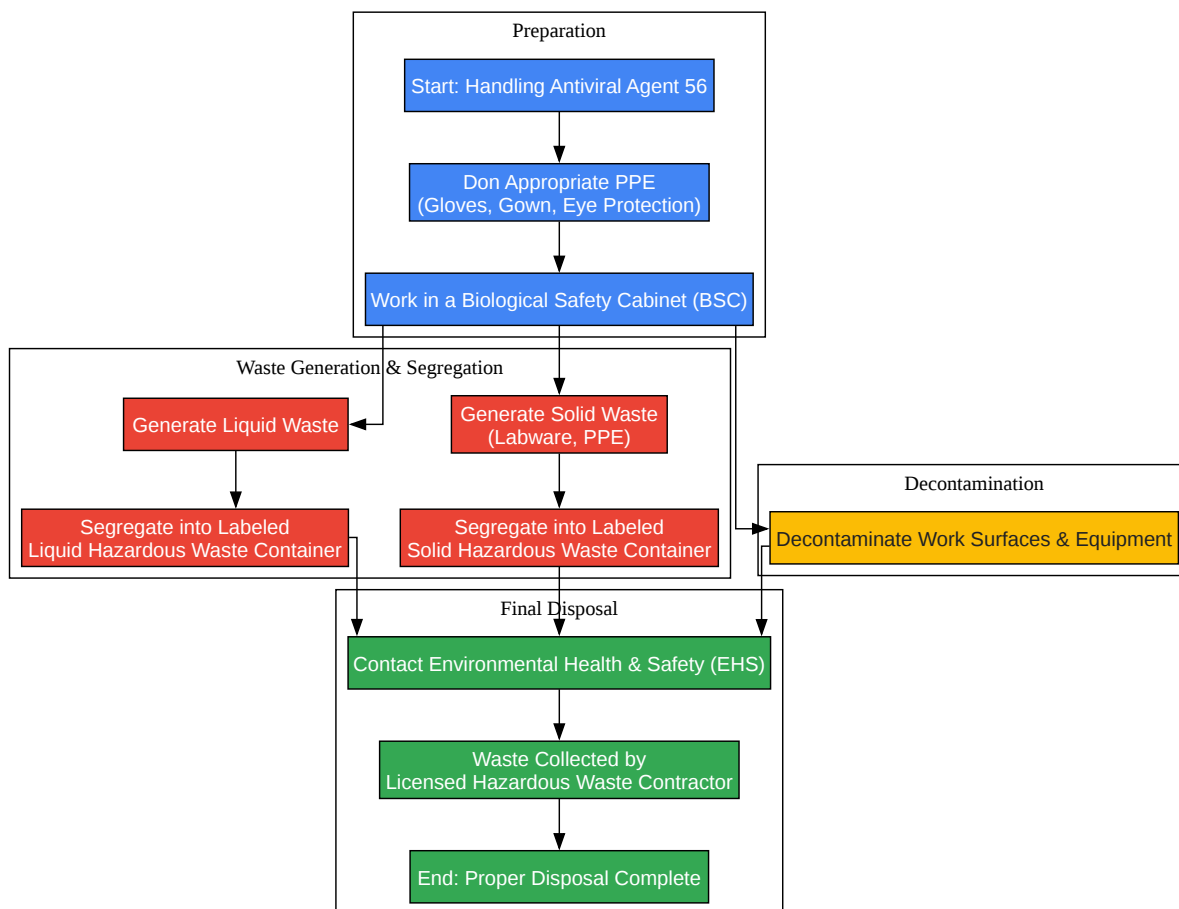 Preparation
Start: Handling Antiviral Agent 56
Don Appropriate PPE
(Gloves, Gown, Eye Protection)
Work in a Biological Safety Cabinet (BSC)
Waste Generation & Segregation
Generate Liquid Waste
Generate Solid Waste
(Labware, PPE)
Segregate into Labeled
Liquid Hazardous Waste Container
Segregate into Labeled
Solid Hazardous Waste Container
Decontamination
Decontaminate Work Surfaces & Equipment
Final Disposal
Contact Environmental Health & Safety (EHS)
Waste Collected by
Licensed Hazardous Waste Contractor
End: Proper Disposal Complete